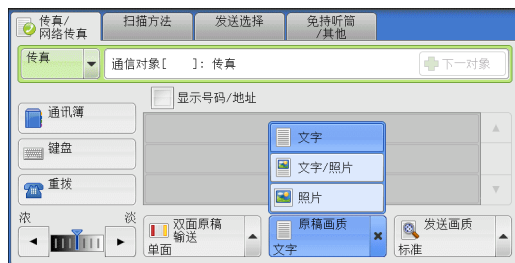 传真/
网络传真
扫描方法
发送选择
免持听筒
/其他
传真
通信对象[ ]: 传真
下一对象
显示号码/地址
通讯簿
键盘
重拨
文字
文字/照片
照片
浓
淡
双面原稿
输送
单面
原稿画质
文字
发送画质
标准